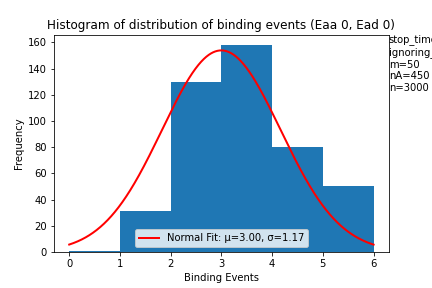 Histogram of distribution of binding events (Eaa 0, Ead 0)
m=50
nA=450
n=3000
Frequency
160
140
120
100
80
60
40
20
0
Normal Fit: μ=3.00, σ=1.17
0 1 2 3 4 5 6
Binding Events